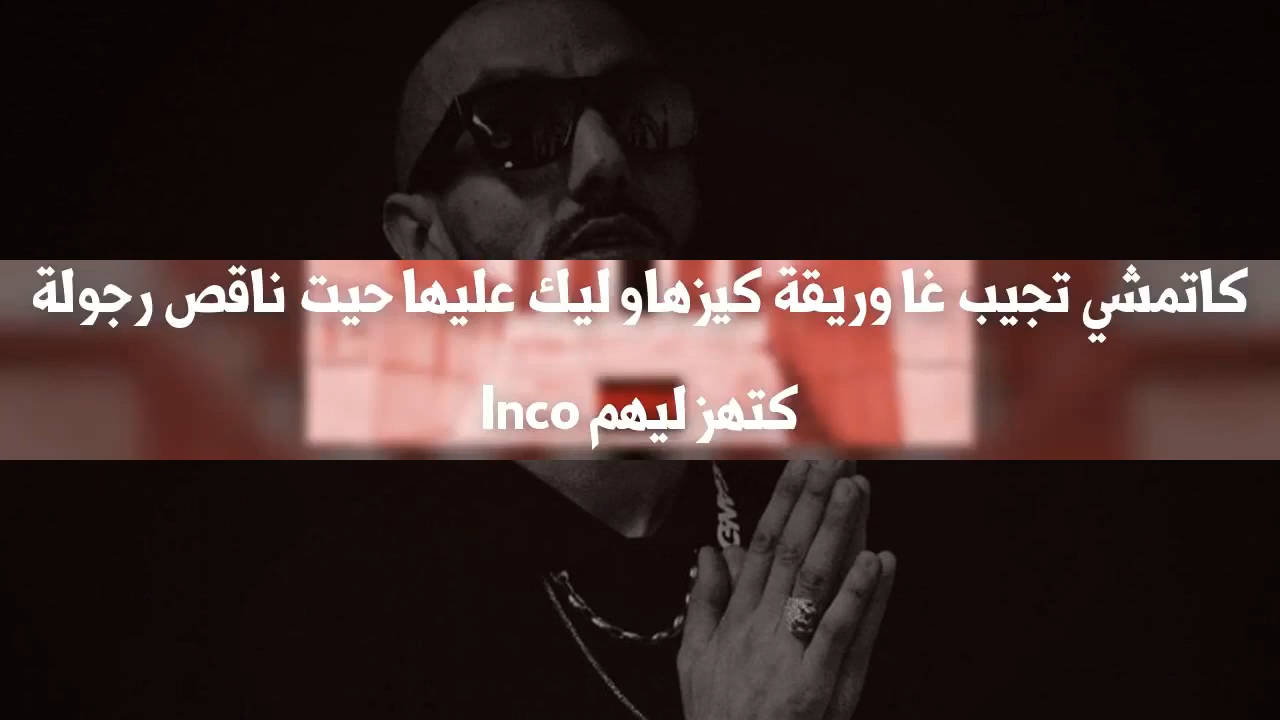 كاتمشي تجيب غا وريقة كيزهاو ليك عليها حيت ناقص رجولة
كتهز ليهم Inco